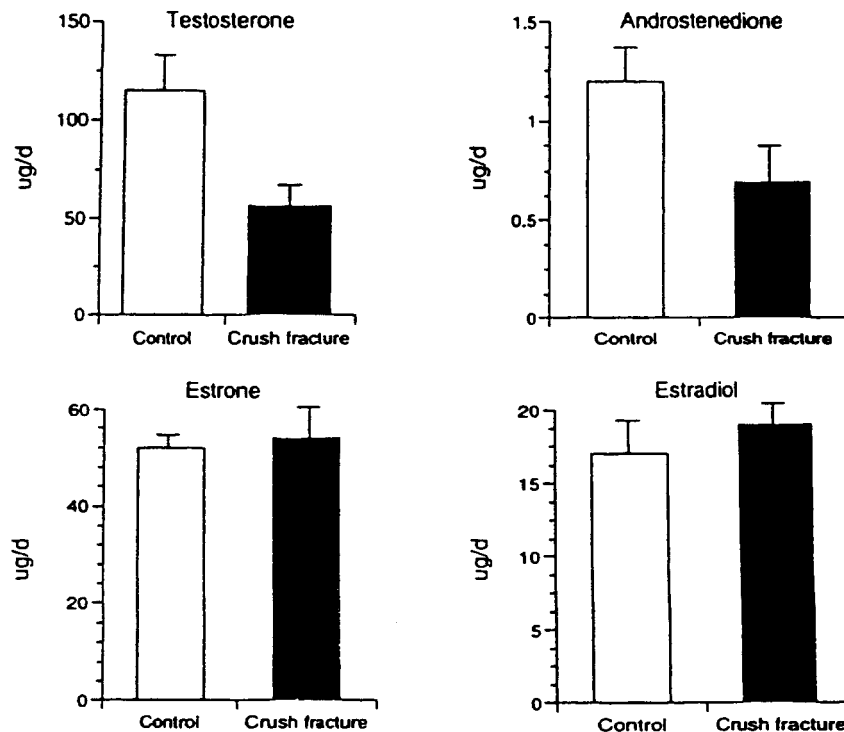 Testosterone
150
100
50
0
ug/d
Control Crush fracture
Androstenedione
1.5
1
0.5
0
ug/d
Control Crush fracture
Estrone
60
40
20
0
ug/d
Control Crush fracture
Estradiol
20
15
10
5
0
ug/d
Control Crush fracture